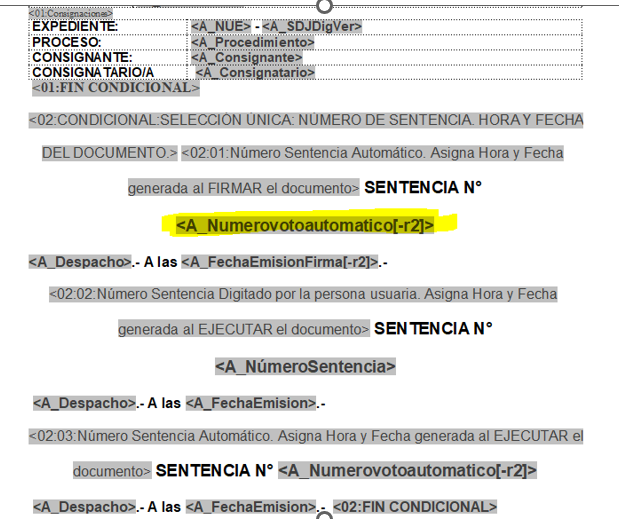 <01:Consignaciones>
EXPEDIENTE: <A_NUE> - <A_SDJDigVer>
PROCESO: <A_Procedimiento>
CONSIGNANTE: <A_Consignante>
CONSIGNATARIO/A <A_Consignatario>
<01:FIN CONDICIONAL>
<02:CONDICIONAL:SELECCIÓN ÚNICA: NÚMERO DE SENTENCIA. HORA Y FECHA
DEL DOCUMENTO.> <02:01:Número Sentencia Automático. Asigna Hora y Fecha
generada al FIRMAR el documento> SENTENCIA N°
<A_Numerovotoautomatico[-r2]>
<A_Despacho>.- A las <A_FechaEmisionFirma[-r2]>.-
<02:02:Número Sentencia Digitado por la persona usuaria. Asigna Hora y Fecha
generada al EJECUTAR el documento> SENTENCIA N°
<A_NúmeroSentencia>
<A_Despacho>.- A las <A_FechaEmision>.-
<02:03:Número Sentencia Automático. Asigna Hora y Fecha generada al EJECUTAR el
documento> SENTENCIA N° <A_Numerovotoautomatico[-r2]>
<A_Despacho>.- A las <A_FechaEmision>.- <02:FIN CONDICIONAL>